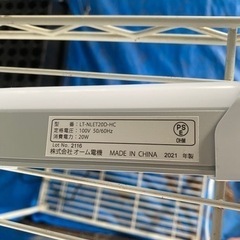 型 番：LT-NLET20D-HC
定格電圧：100V 50/60Hz
消費電力：20W
Lot No. 2116
株式会社オーム電機
MADE IN CHINA
2021 年製
PS
E